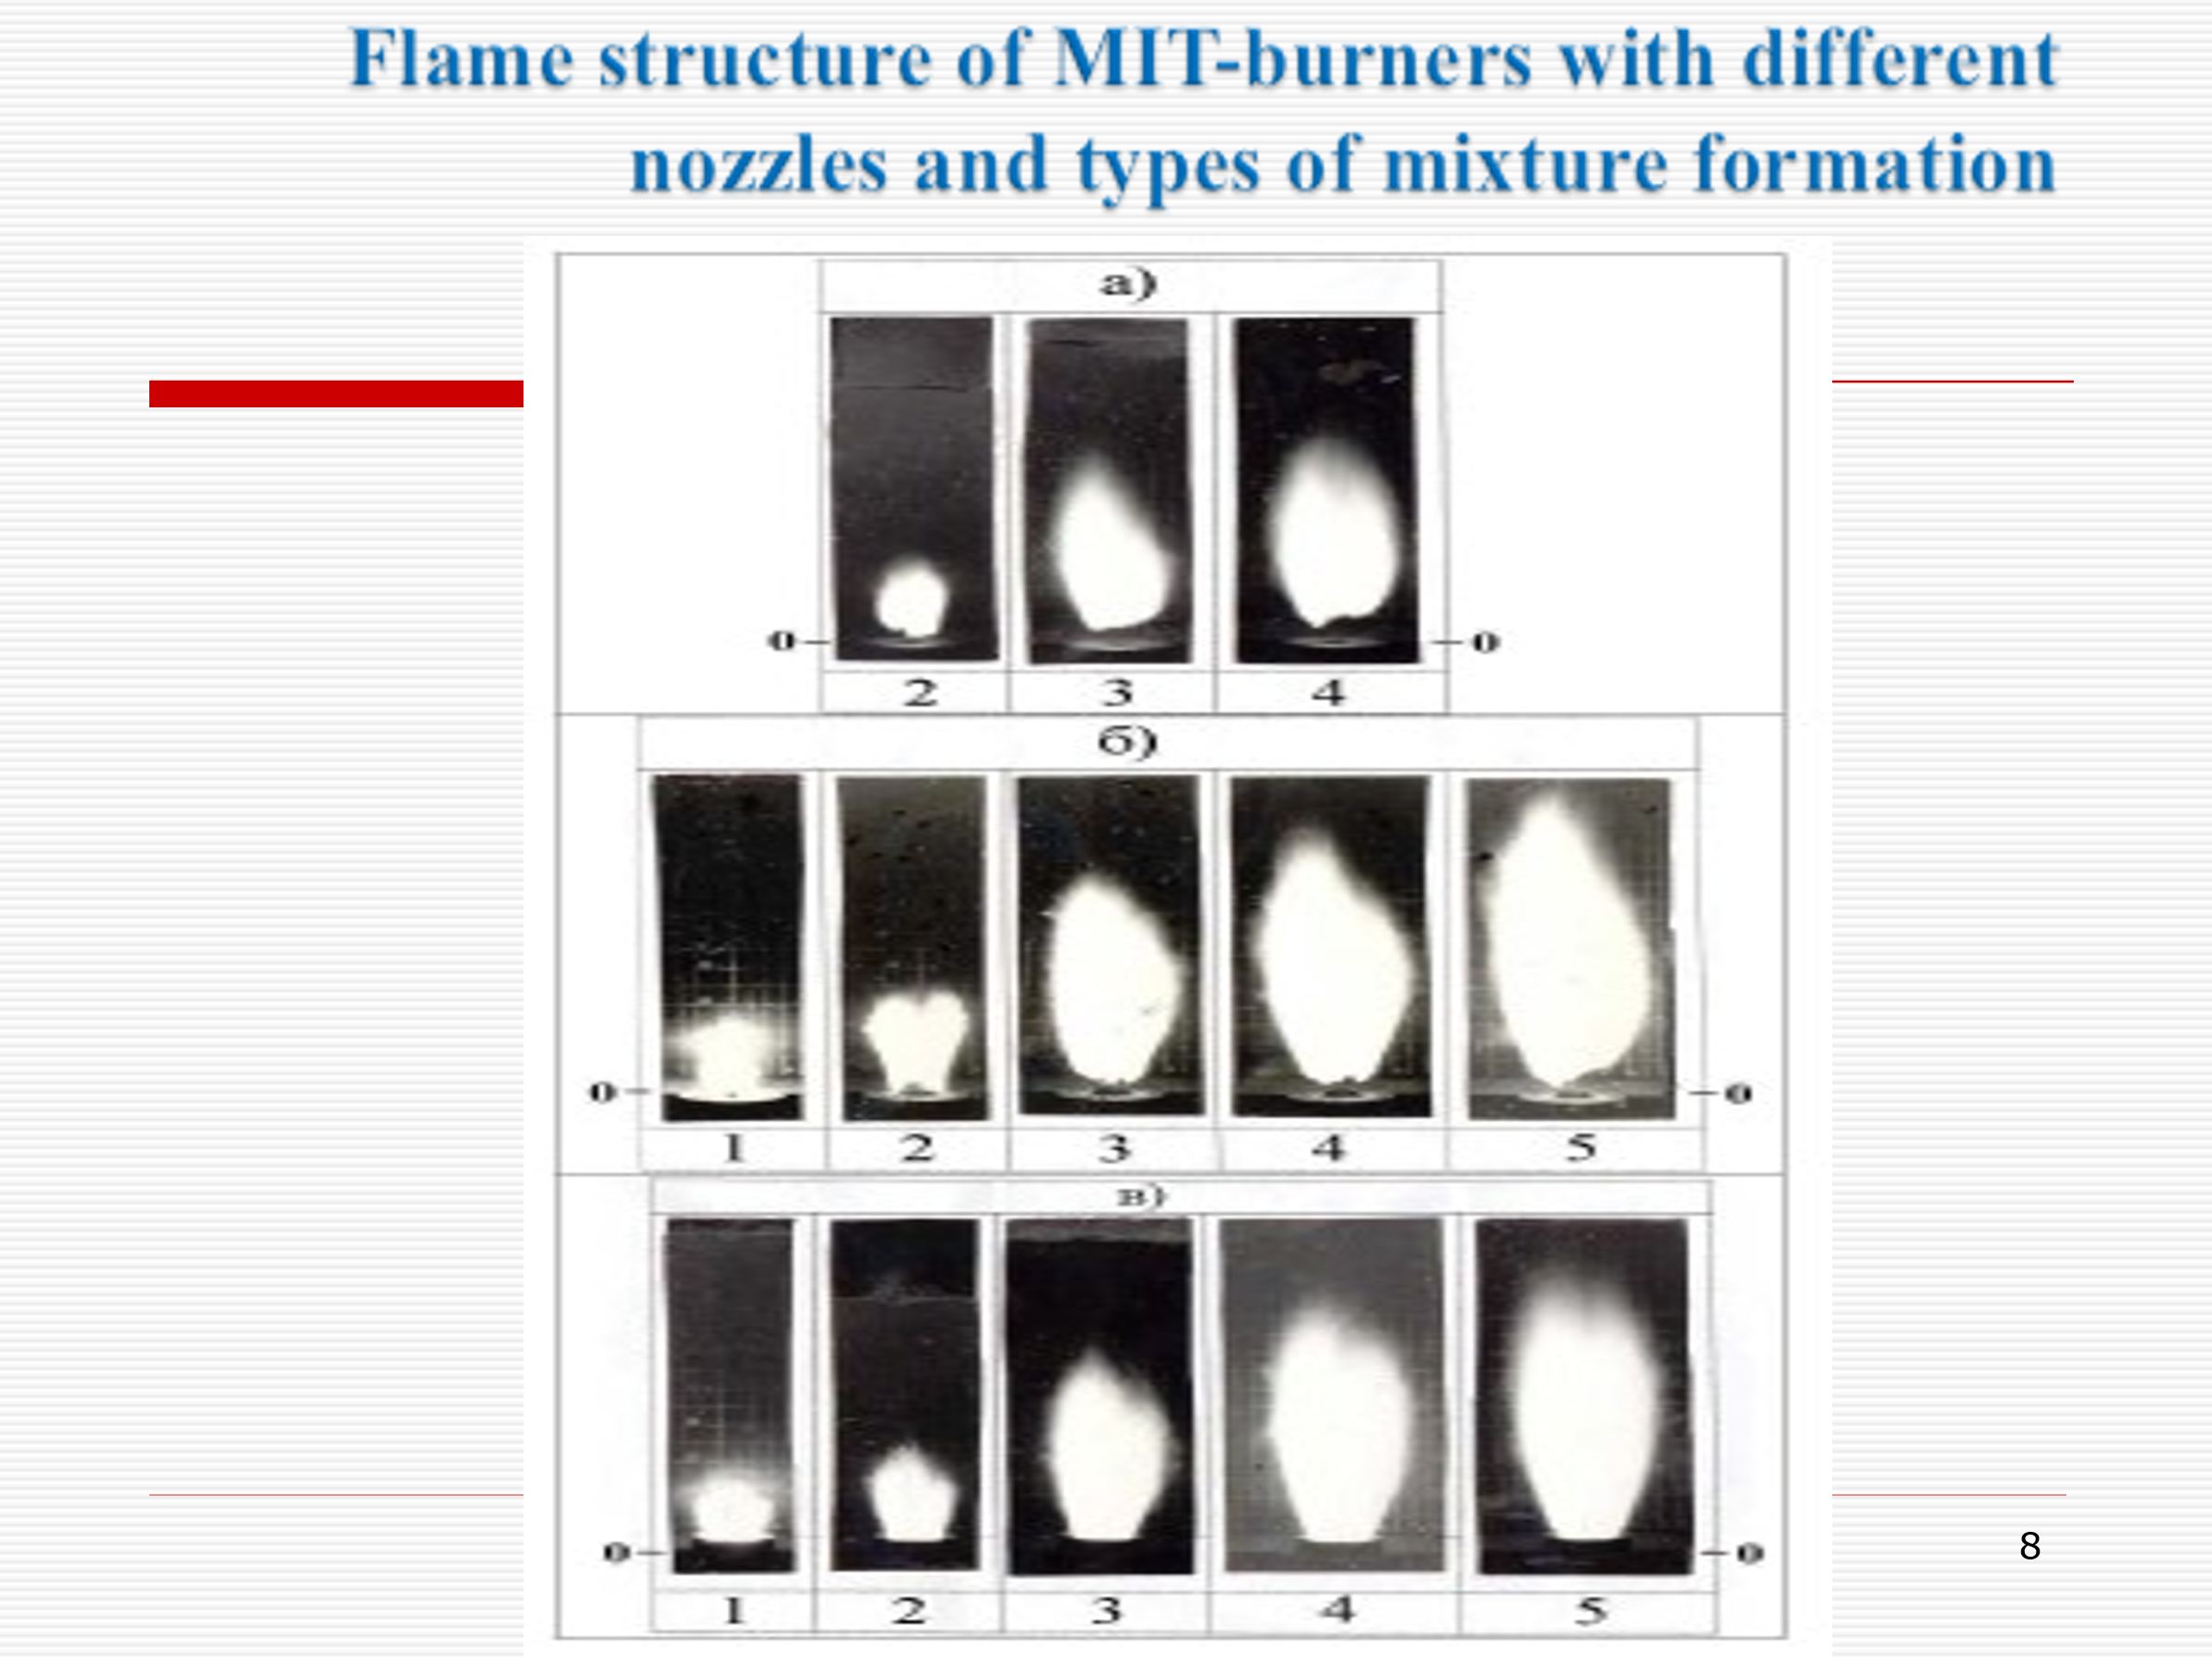 Flame structure of MIT-burners with different
nozzles and types of mixture formation
а)
0 0
2 3 4
б)
0 0
1 2 3 4 5
в)
0 0
1 2 3 4 5
8